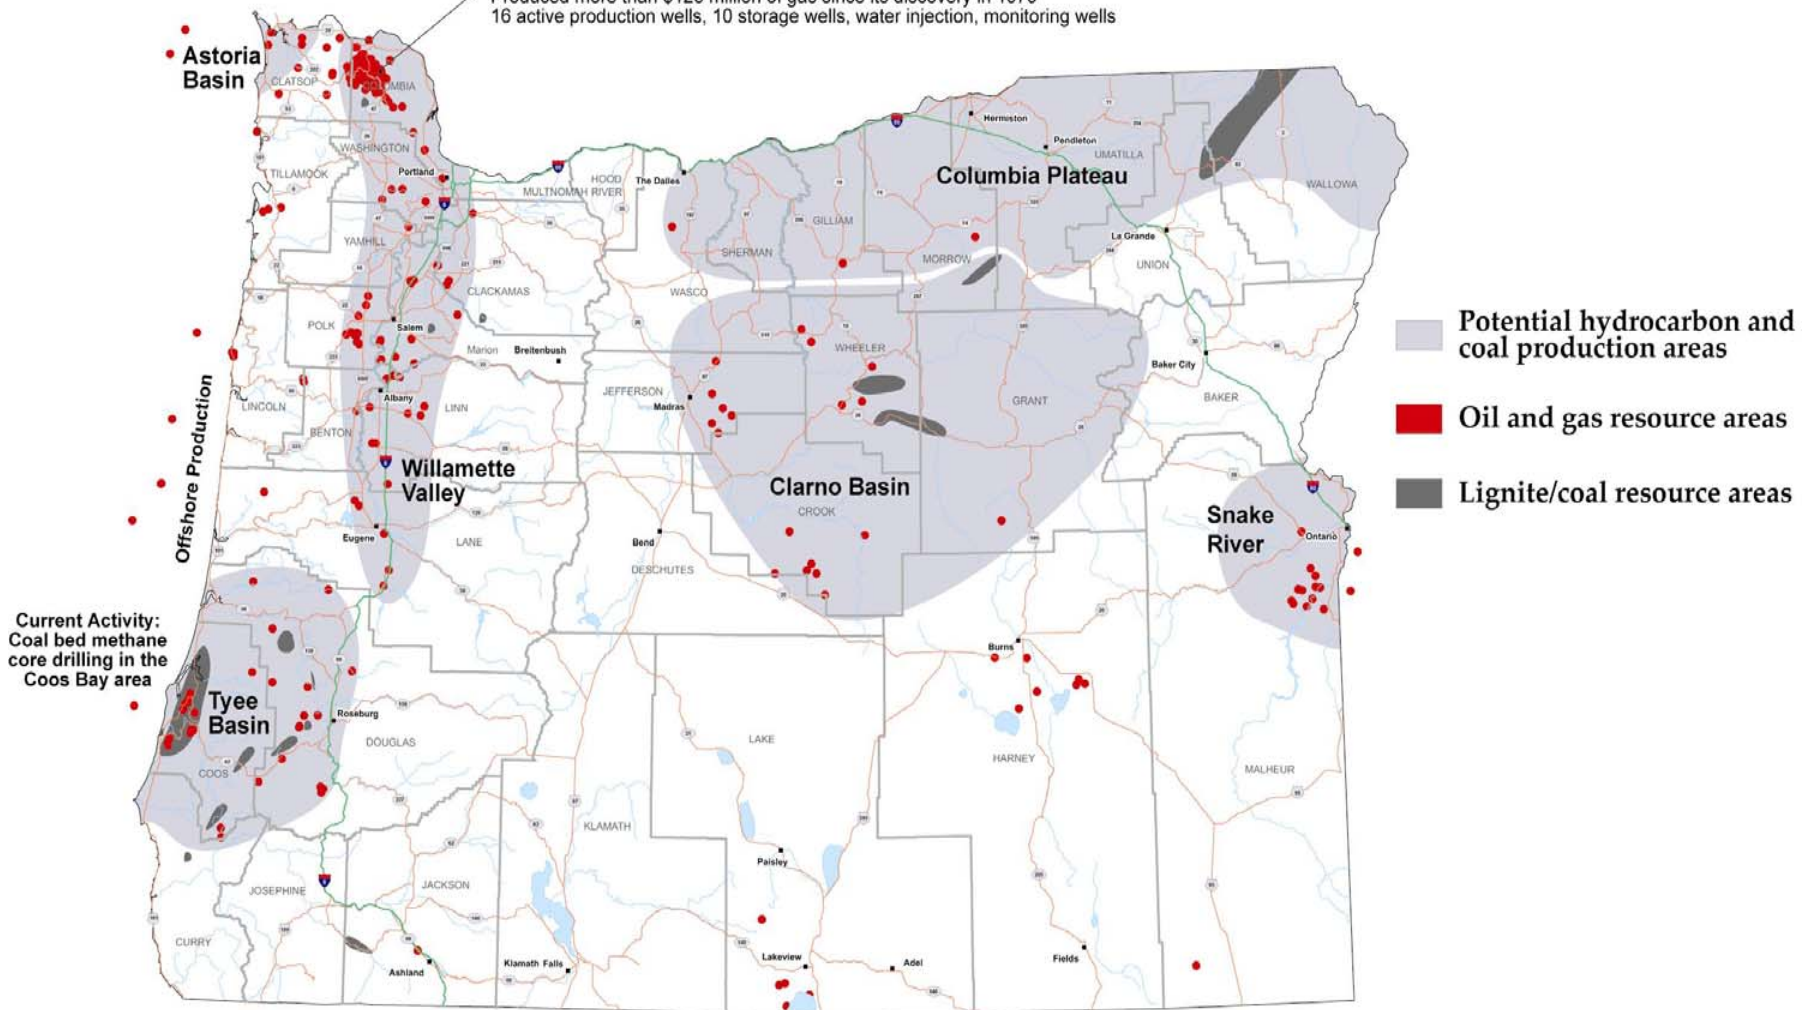 16 active production wells, 10 storage wells, water injection, monitoring wells
Astoria
Basin
CLATSOP
COLUMBIA
Hermiston
Pendleton
UMATILLA
WASHINGTON
Portland
TILLAMOOK
MULTNOMAH
HOOD
RIVER
The Dalles
Columbia Plateau
WALLOWA
YAMHILL
GILLIAM
SHERMAN
MORROW
La Grande
UNION
CLACKAMAS
WASCO
POLK
Salem
Marion
Breitenbush
WHEELER
Baker City
BAKER
JEFFERSON
Madras
GRANT
LINCOLN
Albany
LINN
BENTON
Offshore Production
Willamette
Valley
Clarno Basin
CROOK
Snake
River
Ontario
Eugene
LANE
Bend
DESCHUTES
Potential hydrocarbon and
coal production areas
Oil and gas resource areas
Lignite/coal resource areas
Current Activity:
Coal bed methane
core drilling in the
Coos Bay area
Burns
Tyee
Basin
Roseburg
DOUGLAS
LAKE
HARNEY
MALHEUR
COOS
KLAMATH
Paisley
JOSEPHINE
JACKSON
CURRY
Ashland
Klamath Falls
Lakeview
Adel
Fields